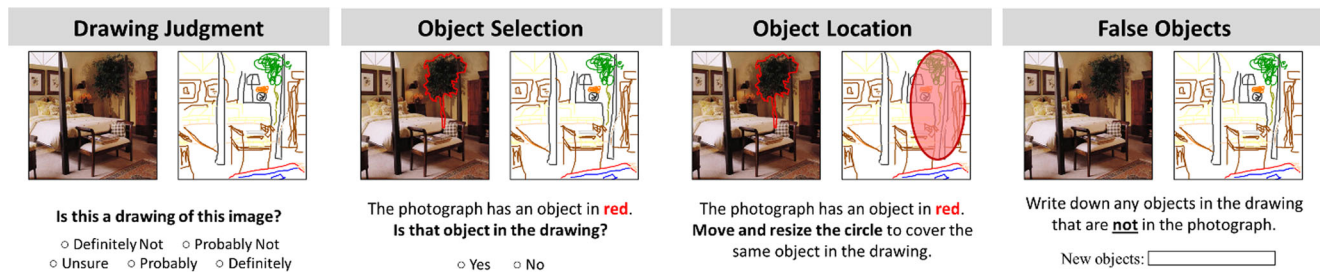 Drawing Judgment
Is this a drawing of this image?
○ Definitely Not ○ Probably Not
○ Unsure ○ Probably ○ Definitely
Object Selection
The photograph has an object in red.
Is that object in the drawing?
○ Yes ○ No
Object Location
The photograph has an object in red.
Move and resize the circle to cover the
same object in the drawing.
False Objects
Write down any objects in the drawing
that are not in the photograph.
New objects: